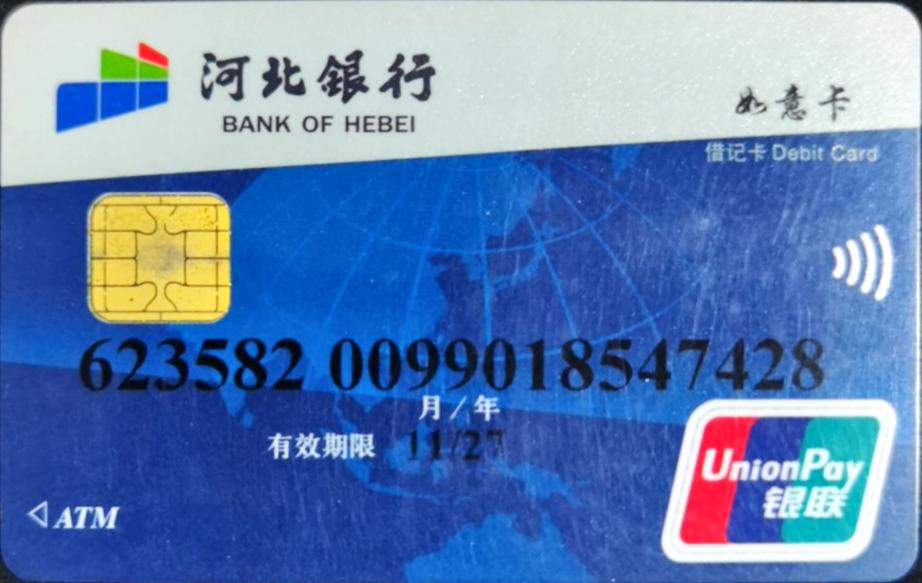 河北銀行
BANK OF HEBEI
如意卡
借记卡 Debit Card
623582 0099018547428
月/年
有效期限 11/27
ATM
UnionPay
银联